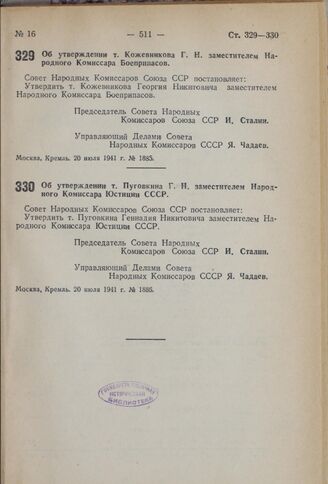 № 16 — 511 — Ст. 329—330
329 Об утверждении т. Кожевникова Г. Н. заместителем На-
родного Комиссара Боеприпасов.
Совет Народных Комиссаров Союза ССР постановляет:
Утвердить т. Кожевникова Георгия Никитовича заместителем
Народного Комиссара Боеприпасов.
Председатель Совета Народных
Комиссаров Союза ССР И. Сталин.
Управляющий Делами Совета
Народных Комиссаров СССР Я. Чадаев.
Москва, Кремль. 20 июля 1941 г. № 1885.
330 Об утверждении т. Пуговкина Г. Н. заместителем Народ-
ного Комиссара Юстиции СССР.
Совет Народных Комиссаров Союза ССР постановляет:
Утвердить т. Пуговкина Геннадия Никитовича заместителем На-
родного Комиссара Юстиции СССР.
Председатель Совета Народных
Комиссаров Союза ССР И. Сталин.
Управляющий Делами Совета
Народных Комиссаров СССР Я. Чадаев.
Москва, Кремль. 20 июля 1941 г. № 1886.
ИСТОРИЧЕСКАЯ
БИБЛИОТЕКА